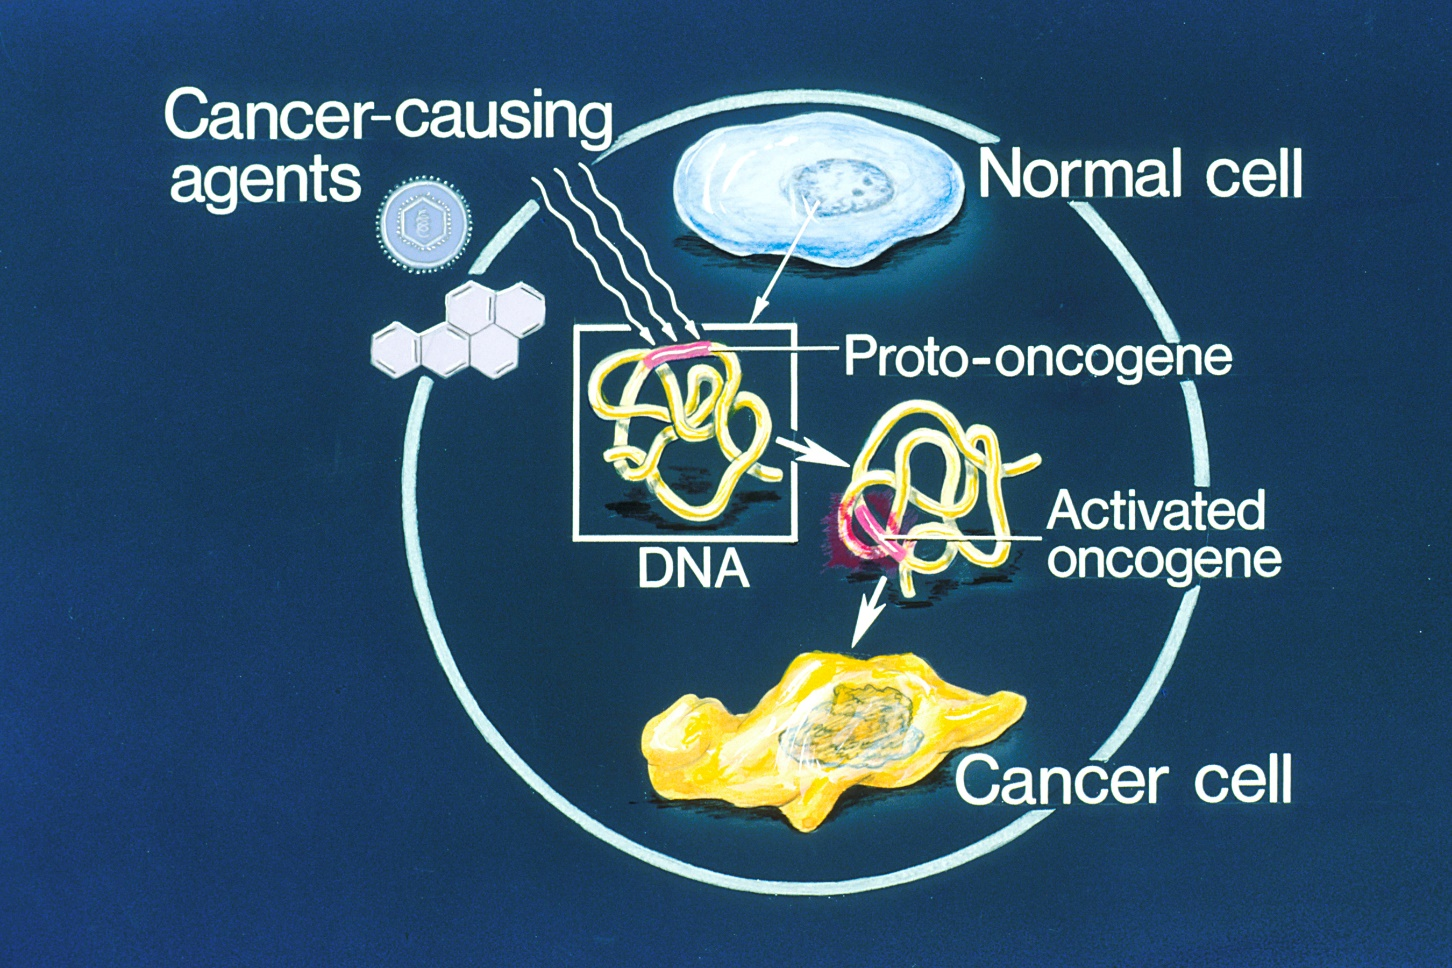 Cancer-causing
agents
Normal cell
Proto-oncogene
Activated
oncogene
DNA
Cancer cell